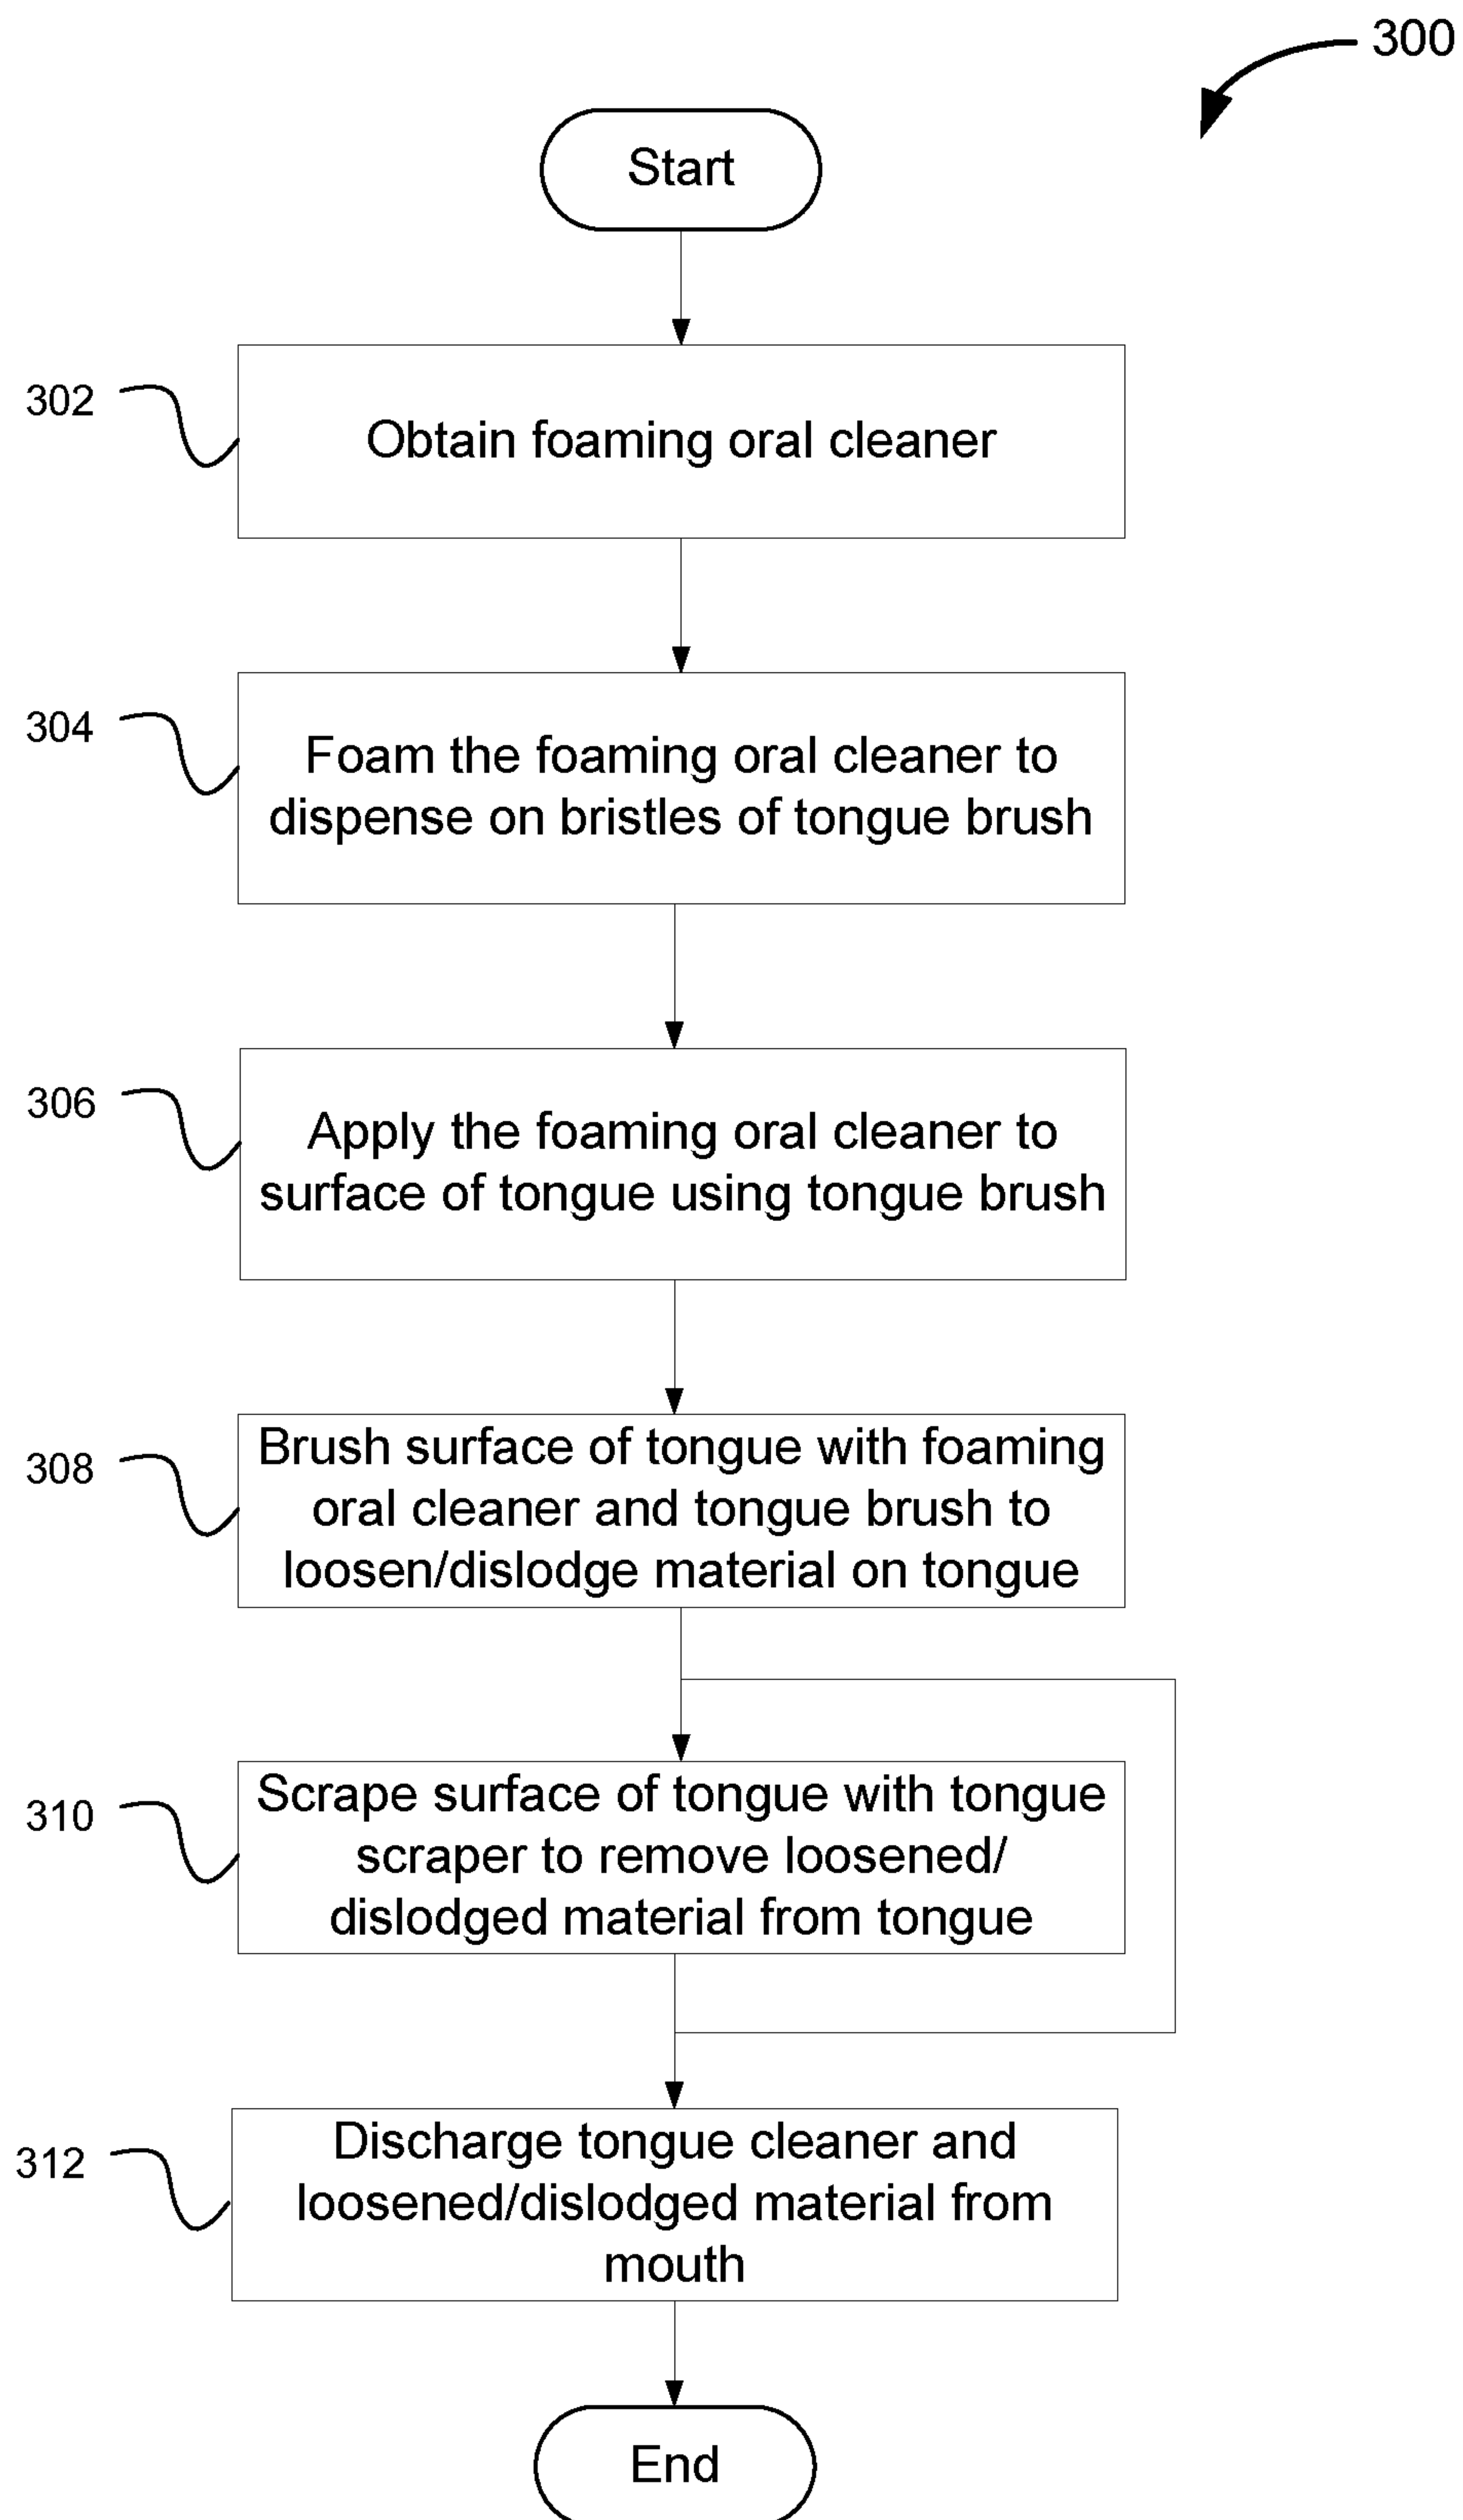 300
Start
302
Obtain foaming oral cleaner
304
Foam the foaming oral cleaner to
dispense on bristles of tongue brush
306
Apply the foaming oral cleaner to
surface of tongue using tongue brush
308
Brush surface of tongue with foaming
oral cleaner and tongue brush to
loosen/dislodge material on tongue
310
Scrape surface of tongue with tongue
scraper to remove loosened/
dislodged material from tongue
312
Discharge tongue cleaner and
loosened/dislodged material from
mouth
End